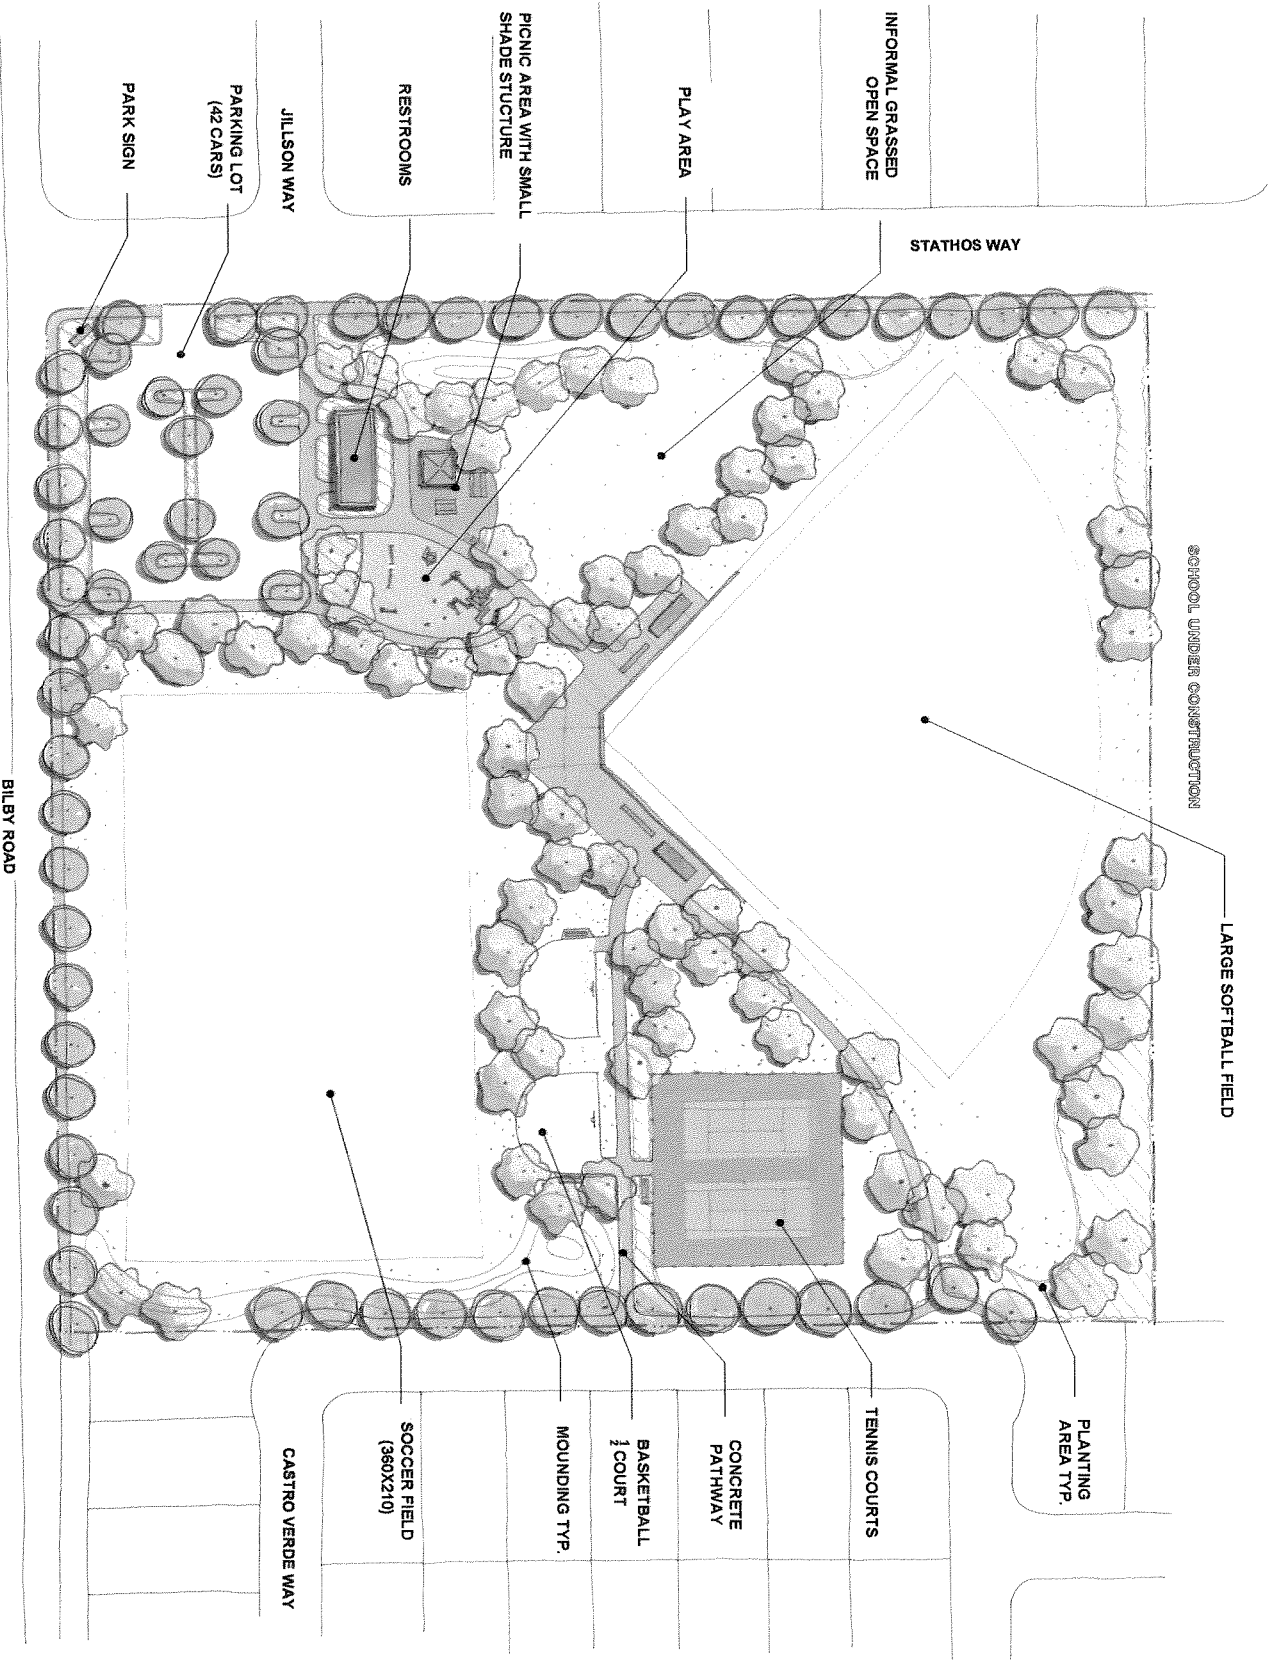 PARK SIGN
PARKING LOT
(42 CARS)
JILLSON WAY
RESTROOMS
PICNIC AREA WITH SMALL
SHADE STUCTURE
PLAY AREA
INFORMAL GRASSED
OPEN SPACE
STATHOS WAY
SCHOOL UNDER CONSTRUCTION
LARGE SOFTBALL FIELD
BILBY ROAD
CASTRO VERDE WAY
SOCCER FIELD
(360X210)
MOUNDING TYP.
BASKETBALL
½ COURT
CONCRETE
PATHWAY
TENNIS COURTS
PLANTING
AREA TYP.